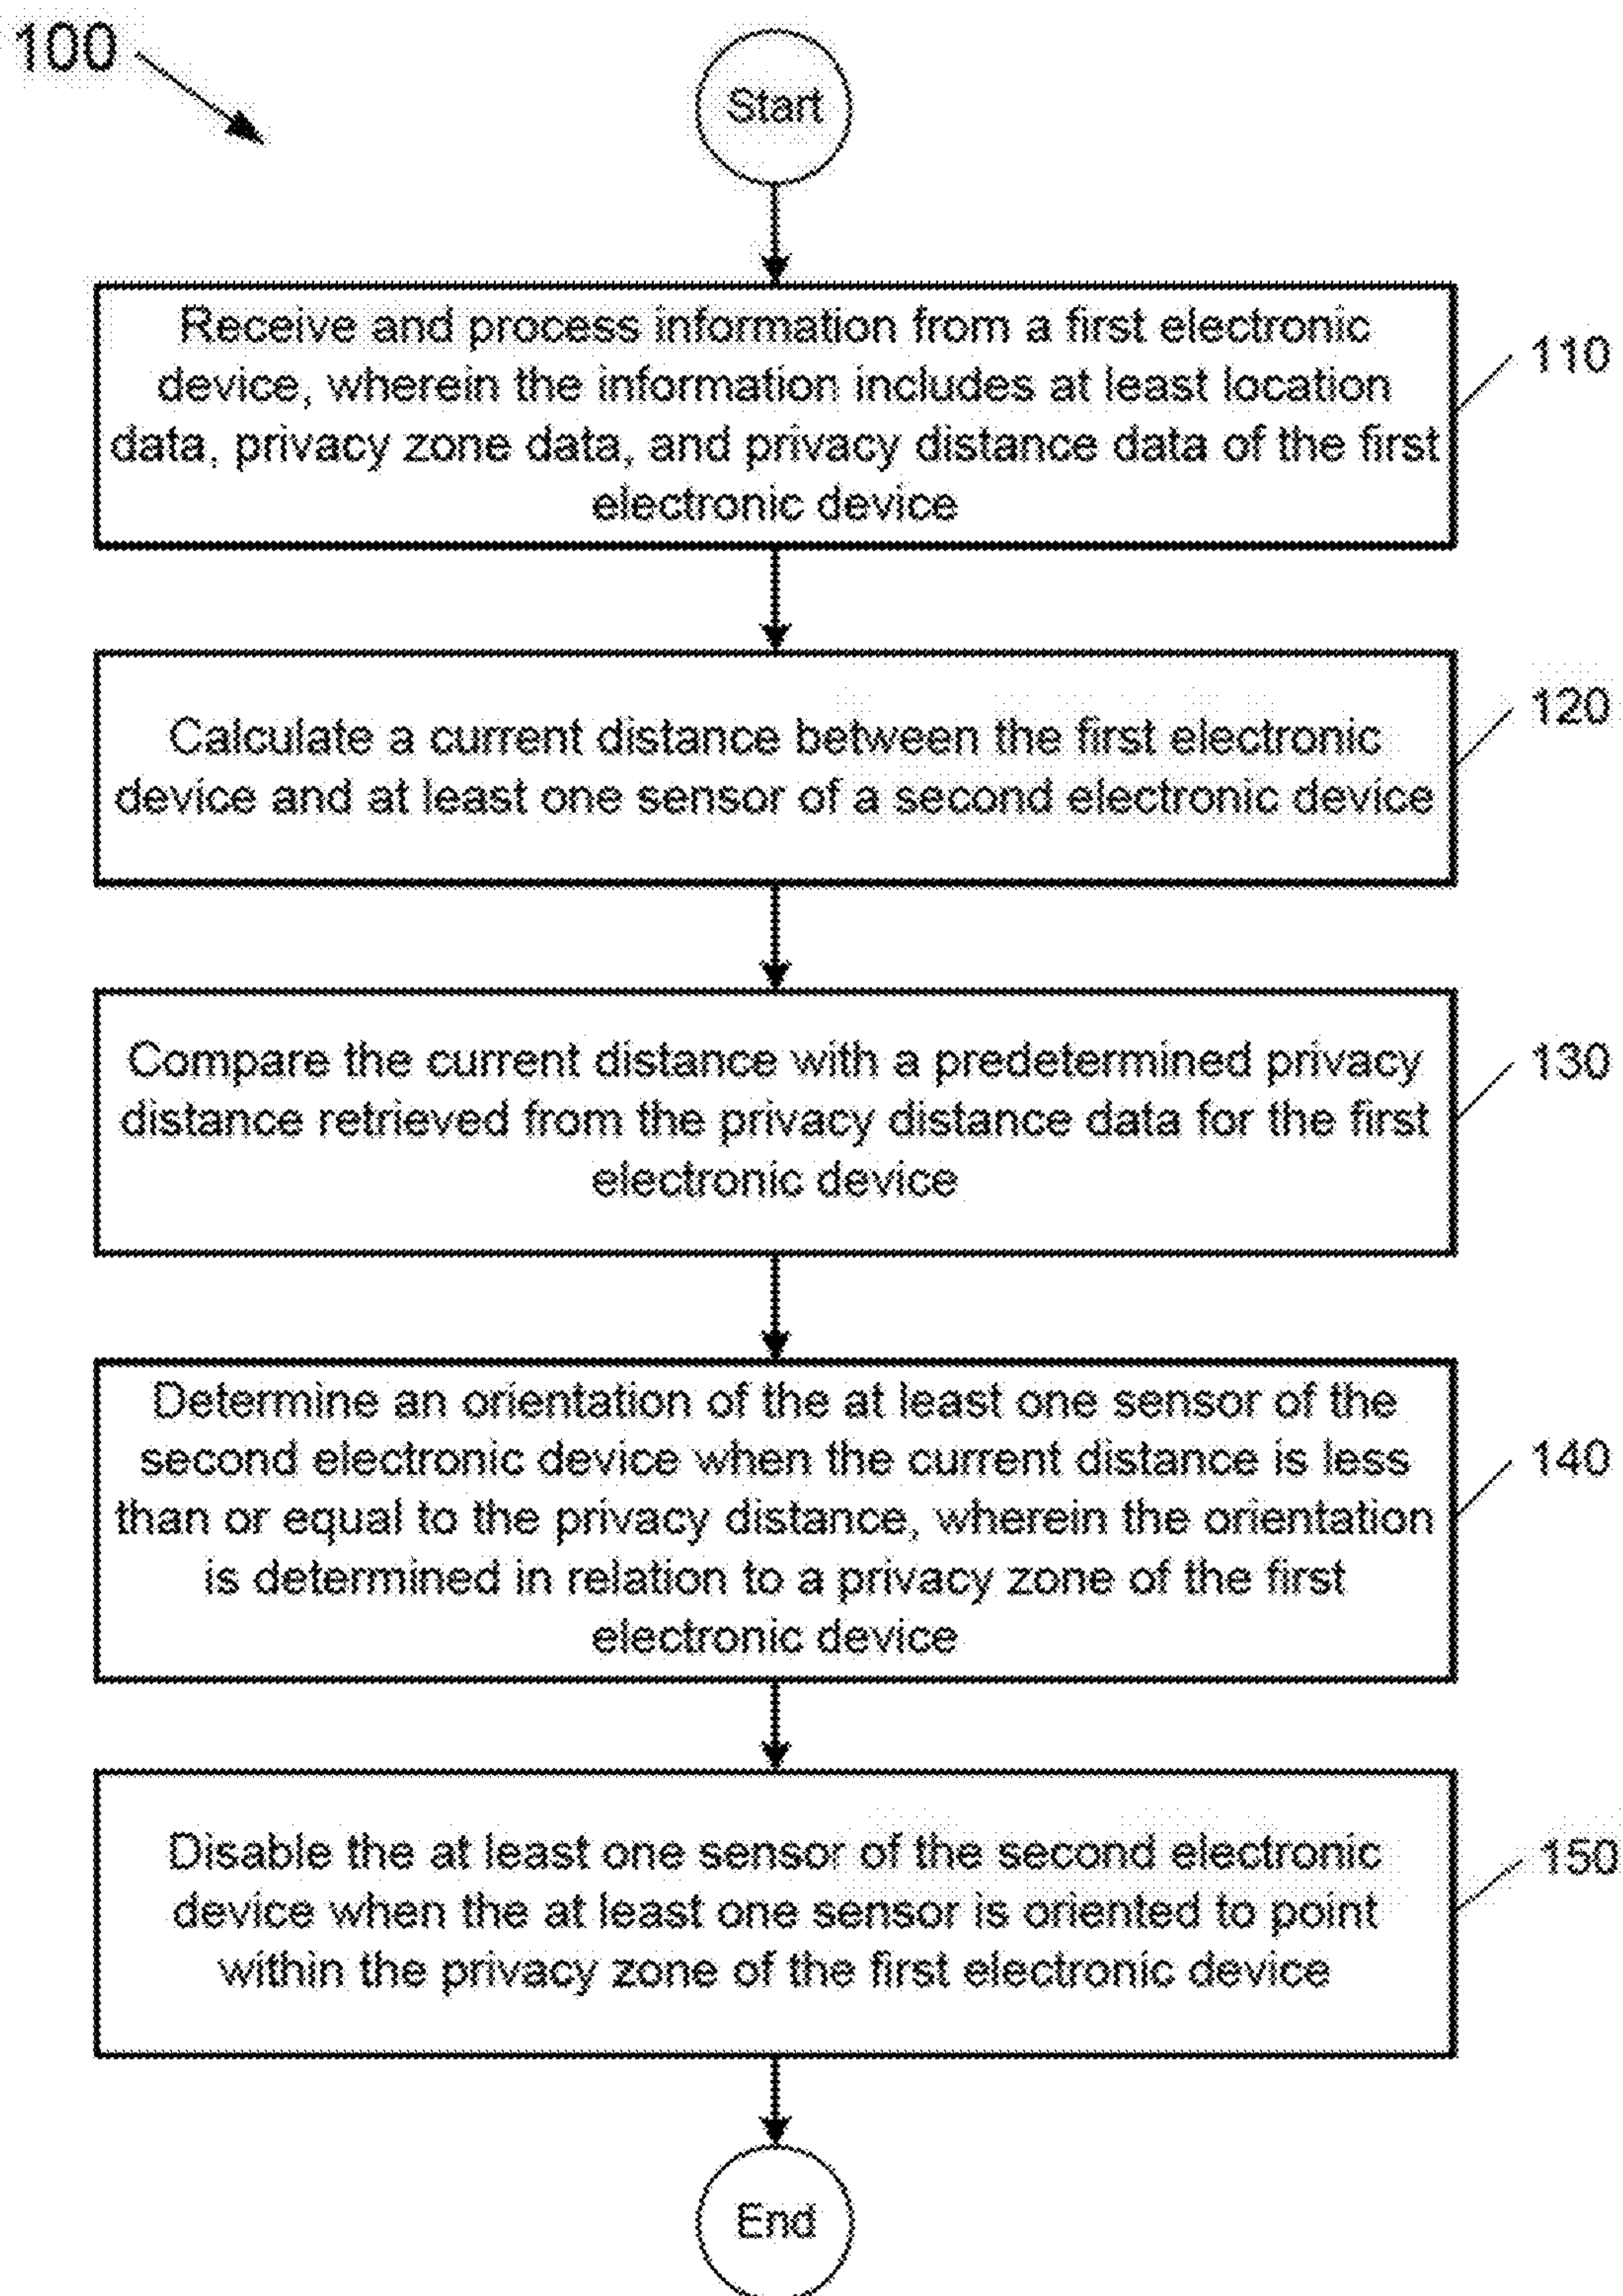 100
Start
Receive and process information from a first electronic
device, wherein the information includes at least location
data, privacy zone data, and privacy distance data of the first
electronic device
110
Calculate a current distance between the first electronic
device and at least one sensor of a second electronic device
120
Compare the current distance with a predetermined privacy
distance retrieved from the privacy distance data for the first
electronic device
130
Determine an orientation of the at least one sensor of the
second electronic device when the current distance is less
than or equal to the privacy distance, wherein the orientation
is determined in relation to a privacy zone of the first
electronic device
140
Disable the at least one sensor of the second electronic
device when the at least one sensor is oriented to point
within the privacy zone of the first electronic device
150
End